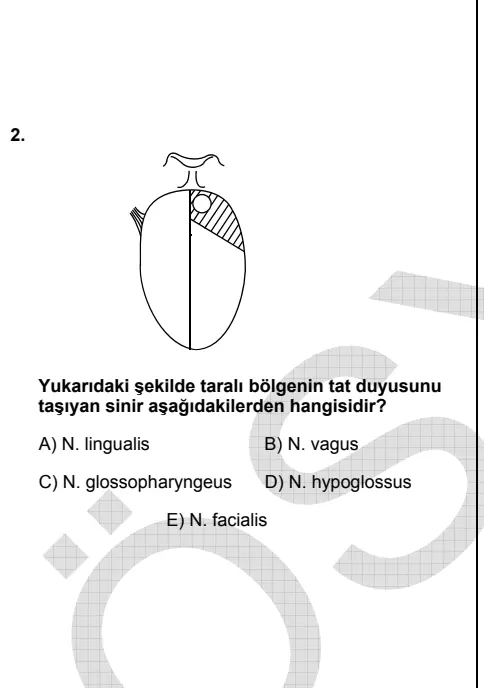 2.
Yukarıdaki şekilde taralı bölgenin tat duyusunu
taşıyan sinir aşağıdakilerden hangisidir?
A) N. lingualis B) N. vagus
C) N. glossopharyngeus D) N. hypoglossus
E) N. facialis